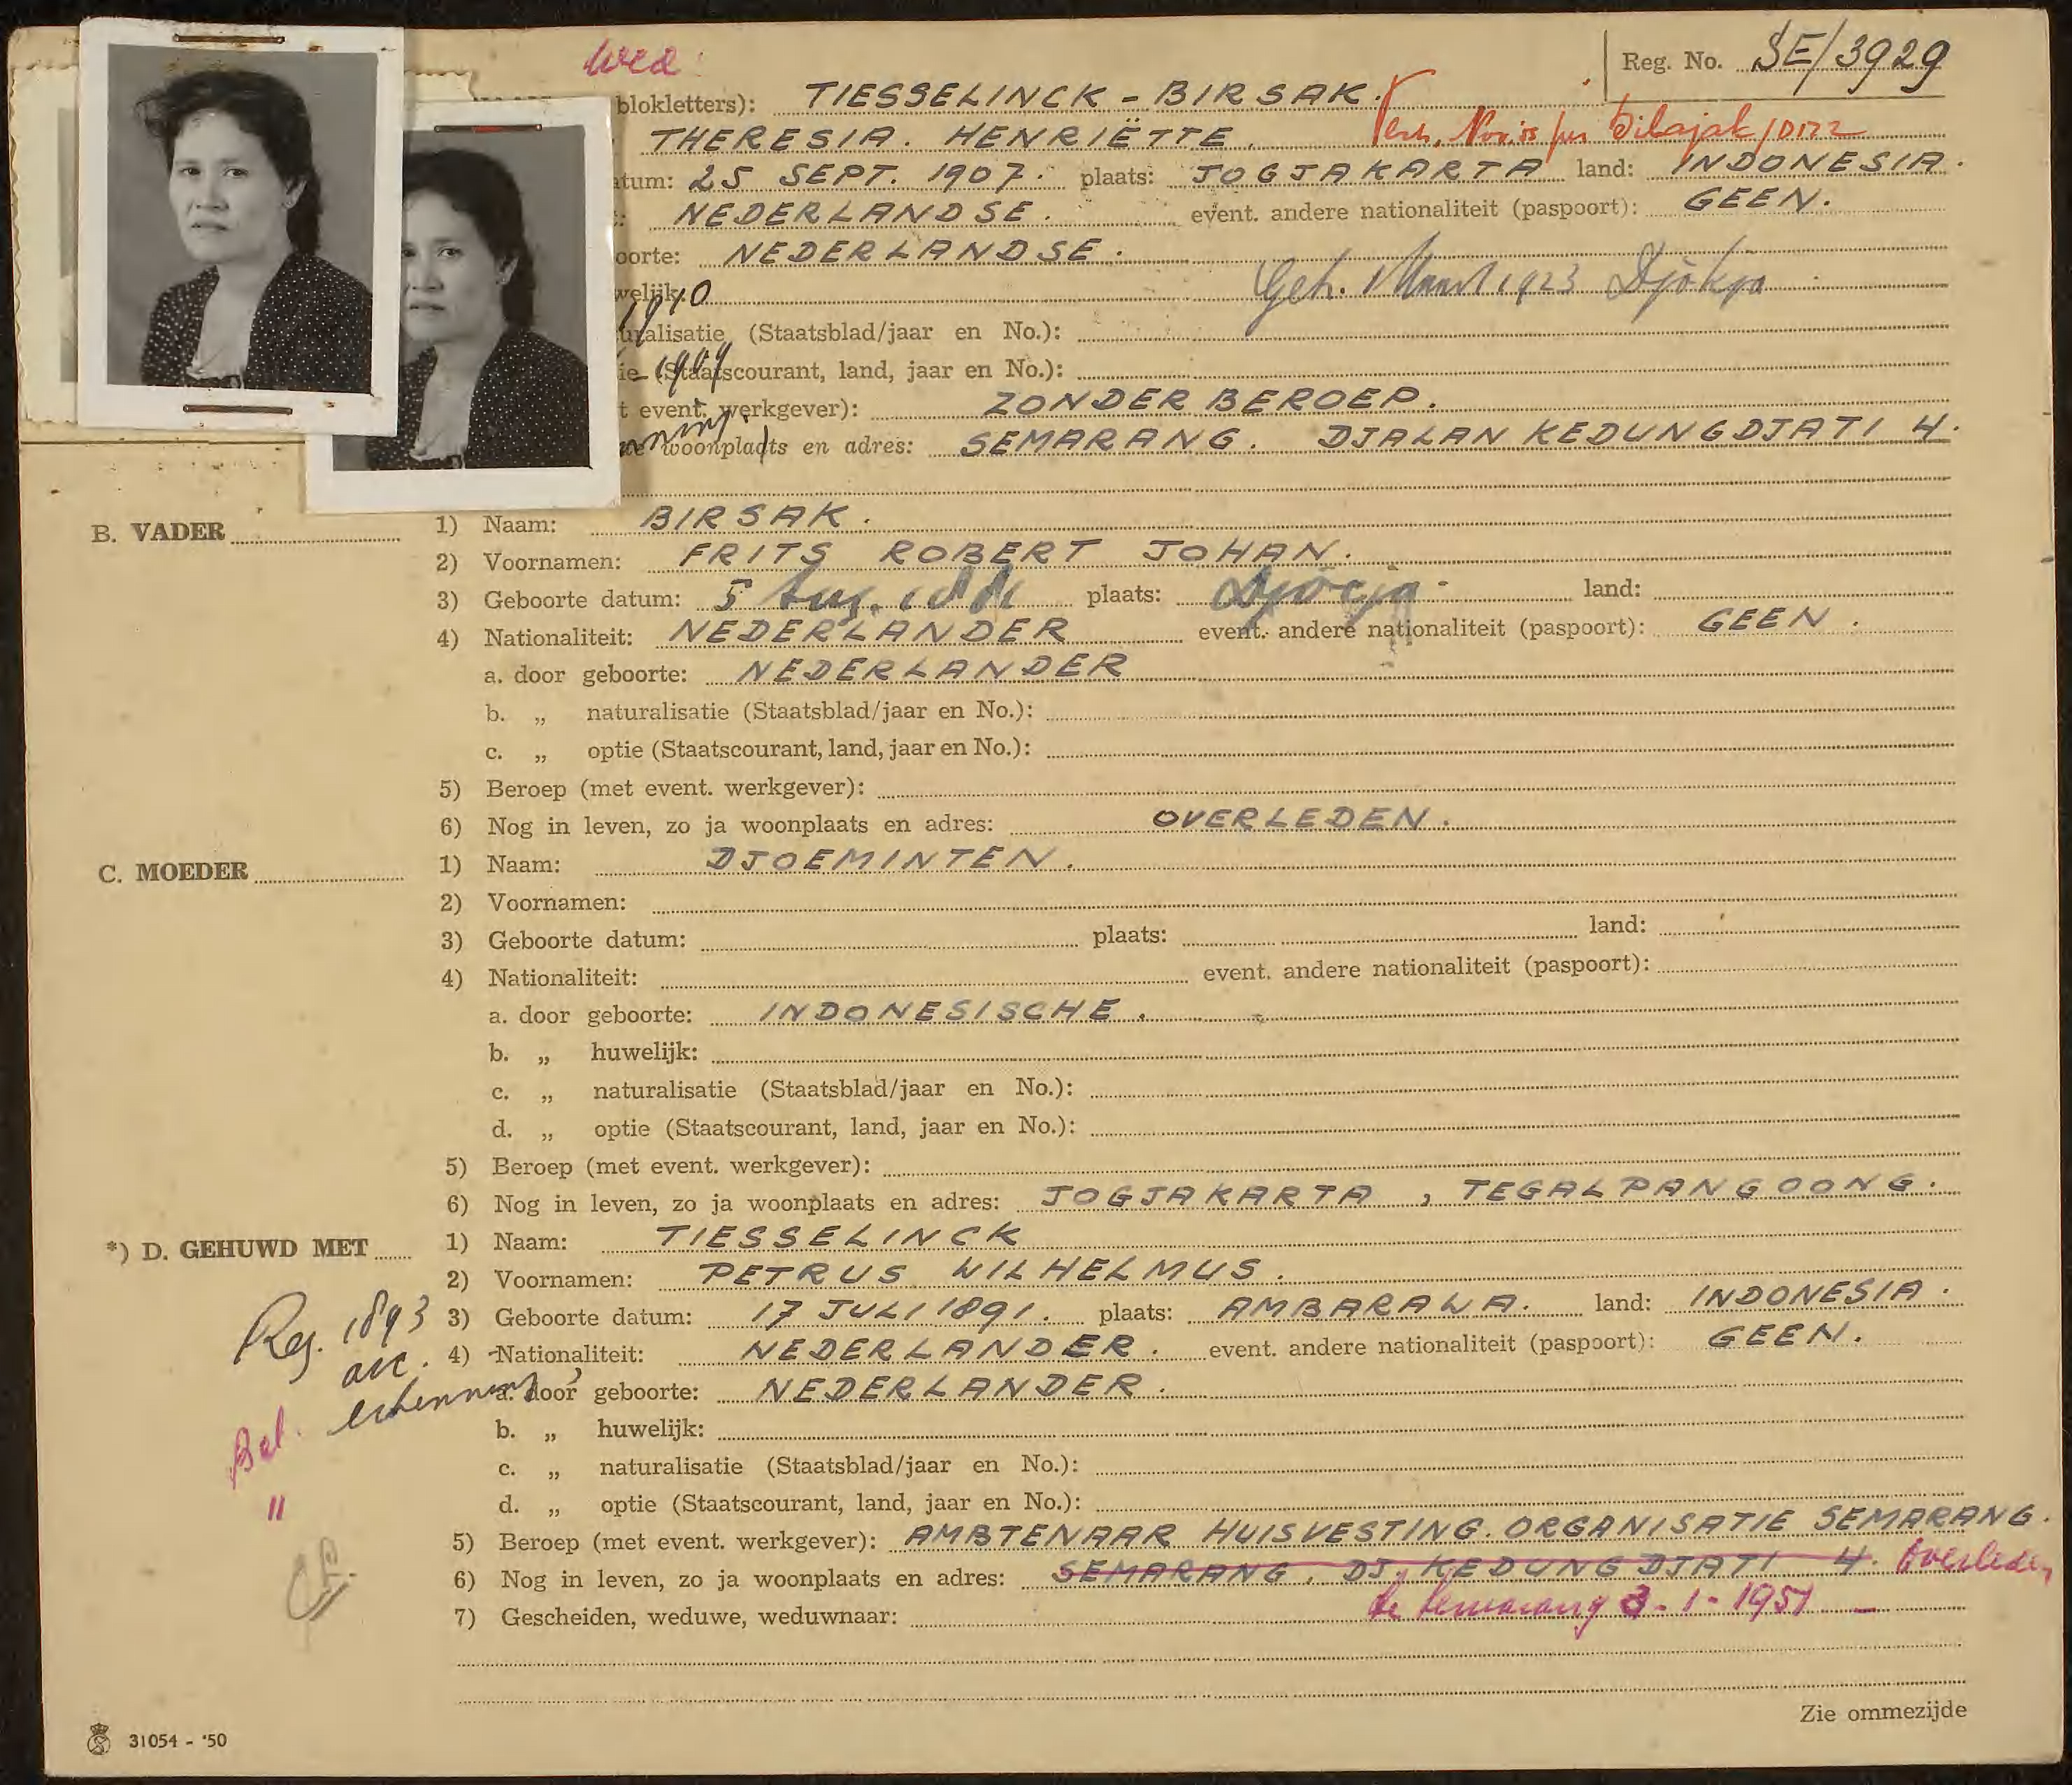 Wed.
Reg. No. SE/3929
blokletters): TIESSELINCK - BIRSAK.
THERESIA. HENRIËTTE.
Dilajak /
tum: 25 SEPT. 1907. plaats: JOGJAKARTA land: INDONESIA.
: NEDERLANDSE. event. andere nationaliteit (paspoort): GEEN.
oorte: NEDERLANDSE.
welijk: Geh. Maart 1923 Djokja
1910
uralisatie (Staatsblad/jaar en No.):
ie (Staatscourant, land, jaar en No.):
1909
t event. werkgever): ZONDER BEROEP.
woonplaats en adres: SEMARANG. DJALAN KEDUNGDJATI 4.
B. VADER
1) Naam: BIRSAK.
2) Voornamen: FRITS ROBERT JOHAN.
3) Geboorte datum: 5 Aug. plaats: Djocja. land:
4) Nationaliteit: NEDERLANDER event. andere nationaliteit (paspoort): GEEN.
a. door geboorte: NEDERLANDER
b. „ naturalisatie (Staatsblad/jaar en No.):
c. „ optie (Staatscourant, land, jaar en No.):
5) Beroep (met event. werkgever):
6) Nog in leven, zo ja woonplaats en adres: OVERLEDEN.
C. MOEDER
1) Naam: DJOEMINTEN.
2) Voornamen:
3) Geboorte datum: plaats: land:
4) Nationaliteit: event. andere nationaliteit (paspoort):
a. door geboorte: INDONESISCHE.
b. „ huwelijk:
c. „ naturalisatie (Staatsblad/jaar en No.):
d. „ optie (Staatscourant, land, jaar en No.):
5) Beroep (met event. werkgever):
6) Nog in leven, zo ja woonplaats en adres: JOGJAKARTA, TEGALPANGOONG.
*) D. GEHUWD MET
1) Naam: TIESSELINCK
2) Voornamen: PETRUS WILHELMUS.
3) Geboorte datum: 17 JULI 1891. plaats: AMBARAWA. land: INDONESIA.
4) Nationaliteit: NEDERLANDER. event. andere nationaliteit (paspoort): GEEN.
a. door geboorte: NEDERLANDER.
b. „ huwelijk:
c. „ naturalisatie (Staatsblad/jaar en No.):
d. „ optie (Staatscourant, land, jaar en No.):
Reg. 1893
acc.
erkenning
Bet.
"
5) Beroep (met event. werkgever): AMBTENAAR HUISVESTING. ORGANISATIE SEMARANG.
6) Nog in leven, zo ja woonplaats en adres: SEMARANG, DJ. KEDUNGDJATI 4. Overleden
te Semarang 3-1-1951 -
7) Gescheiden, weduwe, weduwnaar:
Zie ommezijde
31054 - '50